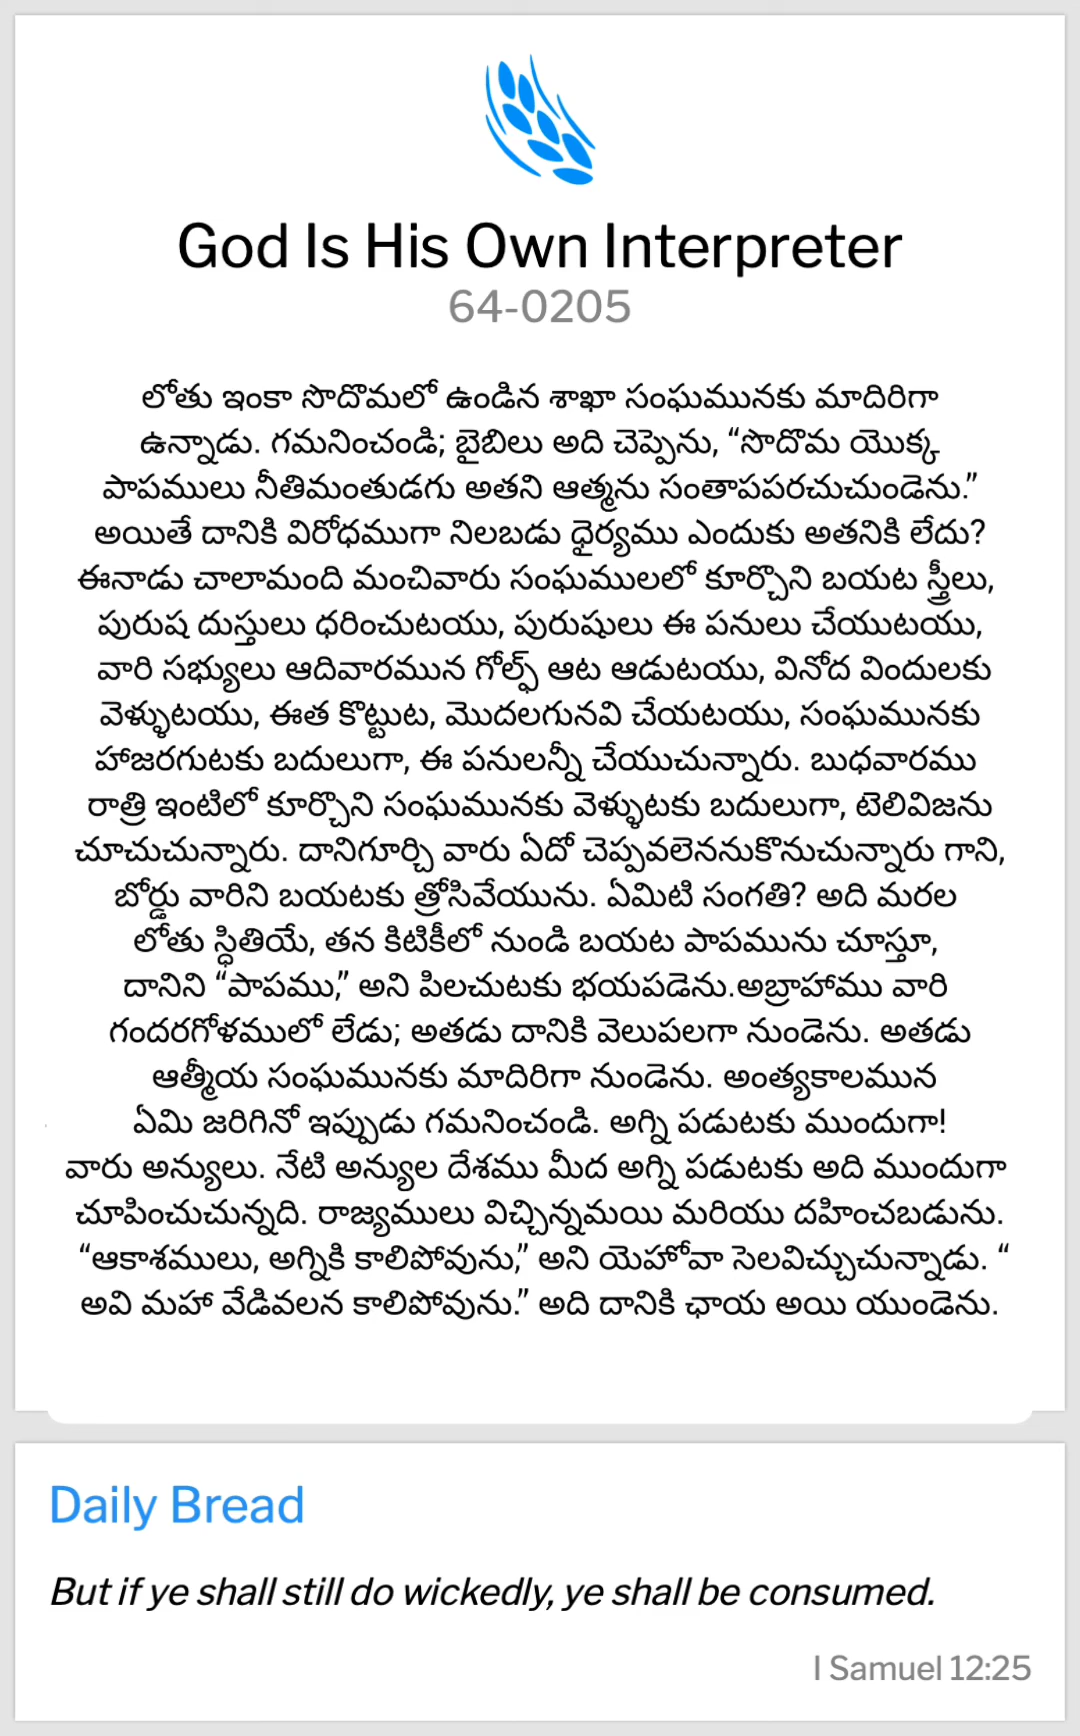 God Is His Own Interpreter
64-0205
లోతు ఇంకా సొదొమలో ఉండిన శాఖా సంఘమునకు మాదిరిగా
ఉన్నాడు. గమనించండి; బైబిలు అది చెప్పెను, “సొదొమ యొక్క
పాపములు నీతిమంతుడగు అతని ఆత్మను సంతాపపరచుచుండెను.”
అయితే దానికి విరోధముగా నిలబడు ధైర్యము ఎందుకు అతనికి లేదు?
ఈనాడు చాలామంది మంచివారు సంఘములలో కూర్చొని బయట స్త్రీలు,
పురుష దుస్తులు ధరించుటయు, పురుషులు ఈ పనులు చేయుటయు,
వారి సభ్యులు ఆదివారమున గోల్ఫ్ ఆట ఆడుటయు, వినోద విందులకు
వెళ్ళుటయు, ఈత కొట్టుట, మొదలగునవి చేయటయు, సంఘమునకు
హాజరగుటకు బదులుగా, ఈ పనులన్నీ చేయుచున్నారు. బుధవారము
రాత్రి ఇంటిలో కూర్చొని సంఘమునకు వెళ్ళుటకు బదులుగా, టెలివిజను
చూచుచున్నారు. దానిగూర్చి వారు ఏదో చెప్పవలెననుకొనుచున్నారు గాని,
బోర్డు వారిని బయటకు త్రోసివేయును. ఏమిటి సంగతి? అది మరల
లోతు స్థితియే, తన కిటికీలో నుండి బయట పాపమును చూస్తూ,
దానిని “పాపము,” అని పిలచుటకు భయపడెను.అబ్రాహాము వారి
గందరగోళములో లేడు; అతడు దానికి వెలుపలగా నుండెను. అతడు
ఆత్మీయ సంఘమునకు మాదిరిగా నుండెను. అంత్యకాలమున
ఏమి జరిగినో ఇప్పుడు గమనించండి. అగ్ని పడుటకు ముందుగా!
వారు అన్యులు. నేటి అన్యుల దేశము మీద అగ్ని పడుటకు అది ముందుగా
చూపించుచున్నది. రాజ్యములు విచ్చిన్నమయి మరియు దహించబడును.
“ఆకాశములు, అగ్నికి కాలిపోవును,” అని యెహోవా సెలవిచ్చుచున్నాడు. “
అవి మహా వేడివలన కాలిపోవును.” అది దానికి ఛాయ అయి యుండెను.
Daily Bread
But if ye shall still do wickedly, ye shall be consumed.
I Samuel 12:25